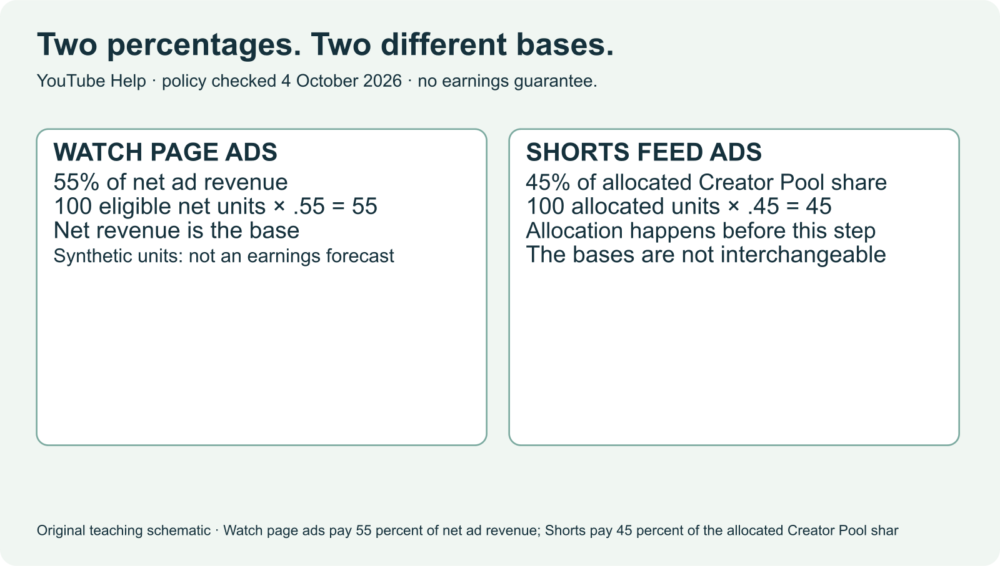 Two percentages. Two different bases.
YouTube Help · policy checked 4 October 2026 · no earnings guarantee.
WATCH PAGE ADS
55% of net ad revenue
100 eligible net units × .55 = 55
Net revenue is the base
Synthetic units: not an earnings forecast
SHORTS FEED ADS
45% of allocated Creator Pool share
100 allocated units × .45 = 45
Allocation happens before this step
The bases are not interchangeable
Original teaching schematic · Watch page ads pay 55 percent of net ad revenue; Shorts pay 45 percent of the allocated Creator Pool shar